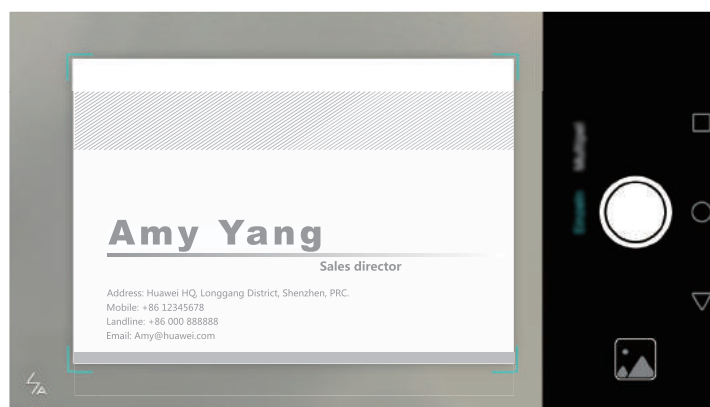 Amy Yang
Sales director
Address: Huawei HQ, Longgang District, Shenzhen, PRC.
Mobile: +86 12345678
Landline: +86 000 888888
Email: Amy@huawei.com